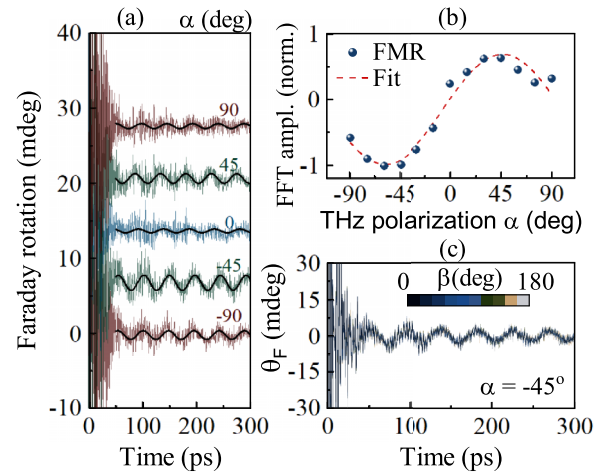 (a) α (deg)
40
30
20
10
0
-10
Faraday rotation (mdeg)
90
45
0
-45
-90
0 100 200 300
Time (ps)
(b)
1
0
-1
FFT ampl. (norm.)
FMR
Fit
-90 -45 0 45 90
THz polarization α (deg)
(c)
30
15
0
-15
-30
θF (mdeg)
0 β(deg) 180
α = -45°
0 100 200 300
Time (ps)